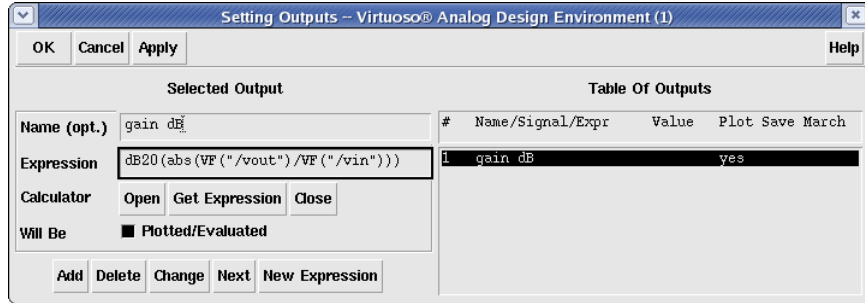 Setting Outputs -- Virtuoso® Analog Design Environment (1)
OK Cancel Apply Help
Selected Output
Name (opt.) gain dB
Expression dB20(abs(VF("/vout")/VF("/vin")))
Calculator Open Get Expression Close
Will Be Plotted/Evaluated
Add Delete Change Next New Expression
Table Of Outputs
# Name/Signal/Expr Value Plot Save March
1 gain dB yes